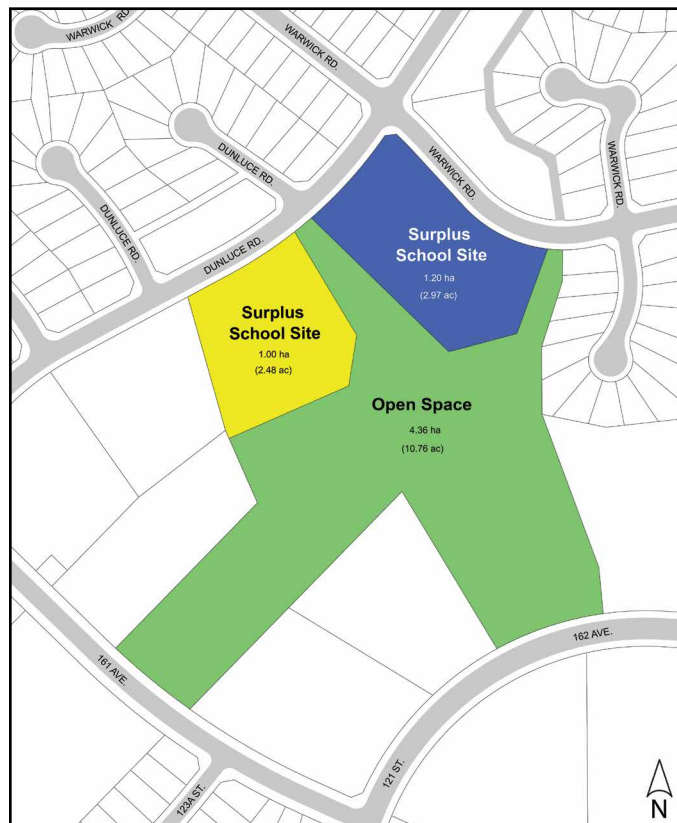 WARWICK RD.
WARWICK RD.
DUNLUCE RD.
WARWICK RD.
WARWICK RD.
DUNLUCE RD.
DUNLUCE RD.
Surplus
School Site
1.20 ha
(2.97 ac)
Surplus
School Site
1.00 ha
(2.48 ac)
Open Space
4.36 ha
(10.76 ac)
162 AVE.
161 AVE.
121 ST.
123A ST.
N